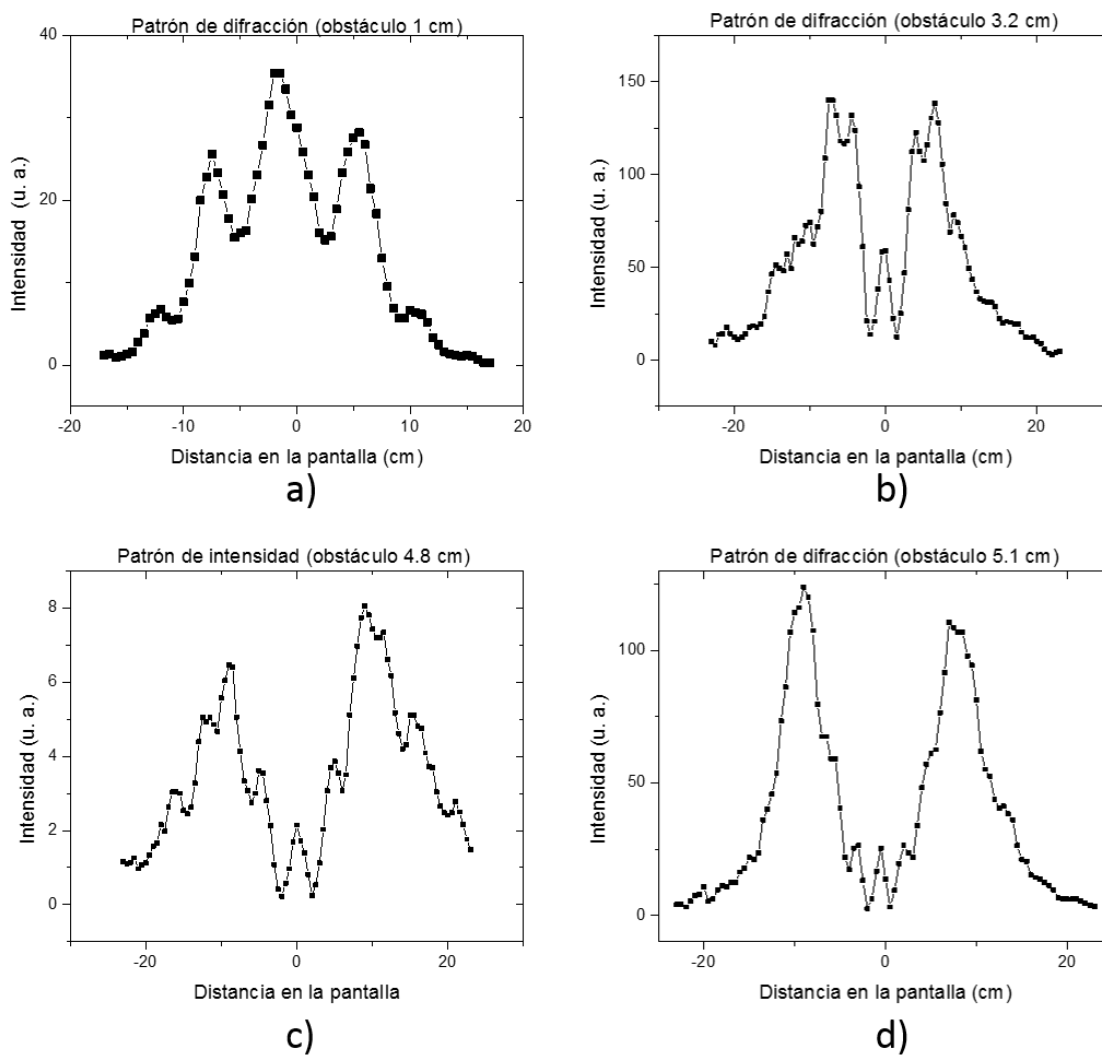 Patrón de difracción (obstáculo 1 cm)
40
20
0
-20 -10 0 10 20
Intensidad (u. a.)
Distancia en la pantalla (cm)
a)
Patrón de difracción (obstáculo 3.2 cm)
150
100
50
0
-20 0 20
Intensidad (u. a.)
Distancia en la pantalla (cm)
b)
Patrón de intensidad (obstáculo 4.8 cm)
8
6
4
2
0
-20 0 20
Intensidad (u. a.)
Distancia en la pantalla
c)
Patrón de difracción (obstáculo 5.1 cm)
100
50
0
-20 0 20
Intensidad (u. a.)
Distancia en la pantalla (cm)
d)